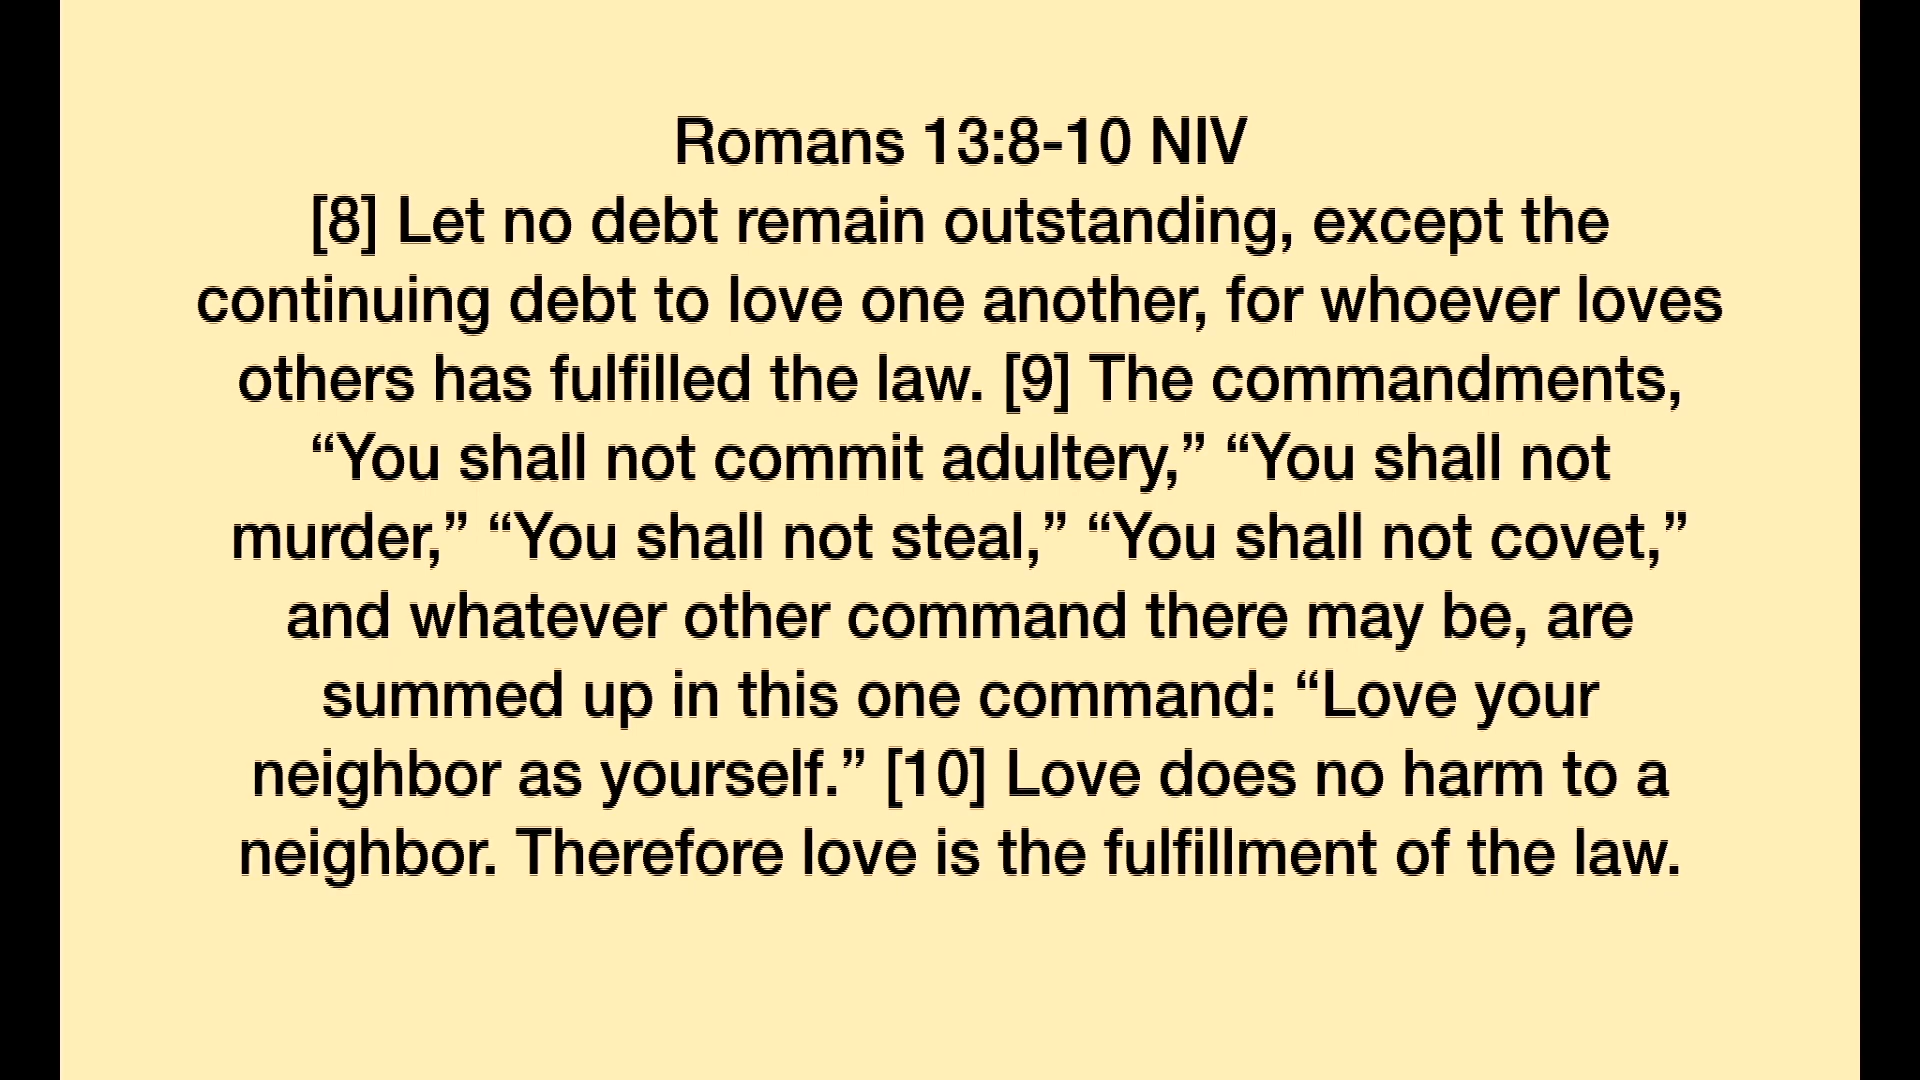 Romans 13:8-10 NIV
[8] Let no debt remain outstanding, except the
continuing debt to love one another, for whoever loves
others has fulfilled the law. [9] The commandments,
“You shall not commit adultery,” “You shall not
murder,” “You shall not steal,” “You shall not covet,”
and whatever other command there may be, are
summed up in this one command: “Love your
neighbor as yourself.” [10] Love does no harm to a
neighbor. Therefore love is the fulfillment of the law.